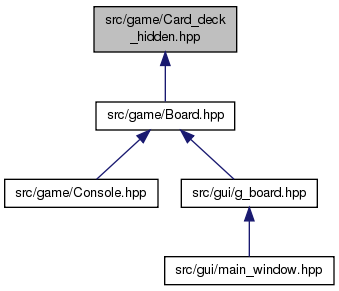 src/game/Card_deck
_hidden.hpp
src/game/Board.hpp
src/game/Console.hpp
src/gui/g_board.hpp
src/gui/main_window.hpp